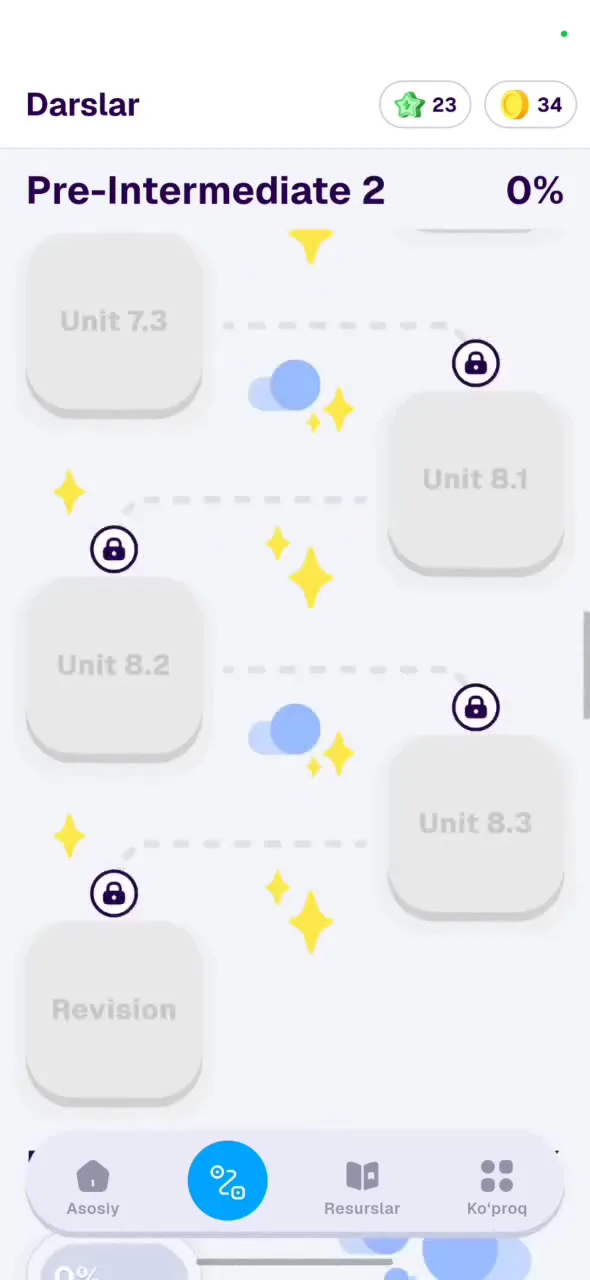 Darslar
23
34
Pre-Intermediate 2
0%
Unit 7.3
Unit 8.1
Unit 8.2
Unit 8.3
Revision
Asosiy
Resurslar
Ko‘proq
0%